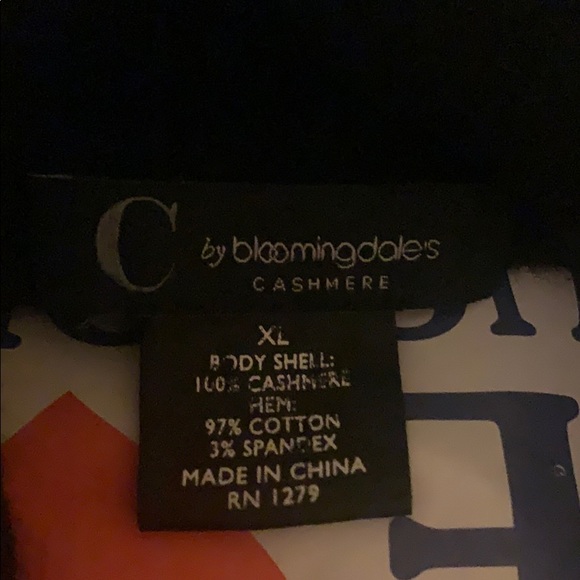 C by bloomingdale's
CASHMERE
XL
BODY SHELL:
100% CASHMERE
HEM:
97% COTTON
3% SPANDEX
MADE IN CHINA
RN 1279